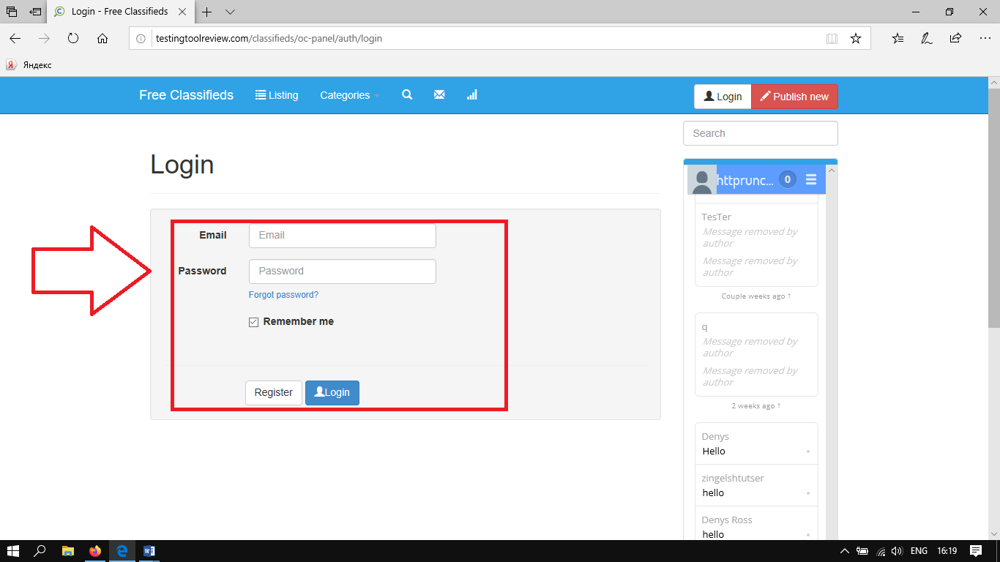 Login - Free Classifieds
testingtoolreview.com/classifieds/oc-panel/auth/login
Яндекс
Free Classifieds Listing Categories Login Publish new
Search
Login
Email Email
Password Password
Forgot password?
Remember me
Register Login
httprunc... 0
TesTer
Message removed by
author
Message removed by
author
Couple weeks ago ↑
q
Message removed by
author
Message removed by
author
2 weeks ago ↑
Denys
Hello
zingelshtutser
hello
Denys Ross
hello
ENG 16:19